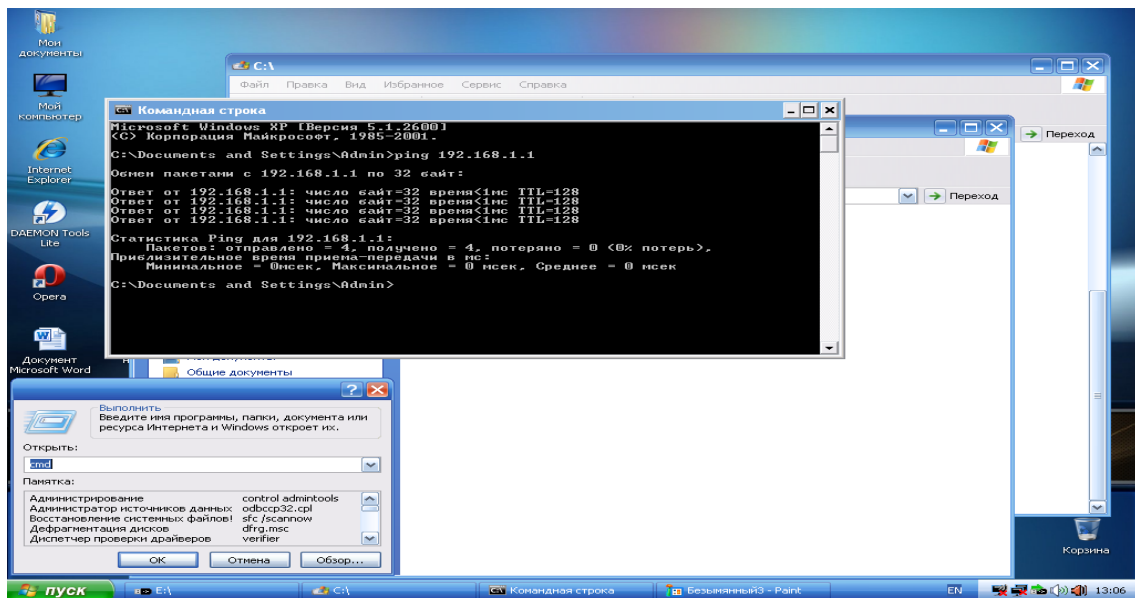 Мои документы
Мой компьютер
Internet Explorer
DAEMON Tools Lite
Opera
Документ Microsoft Word
C:\
Файл Правка Вид Избранное Сервис Справка
Переход
Переход
Командная строка
Microsoft Windows XP [Версия 5.1.2600]
(С) Корпорация Майкрософт, 1985-2001.
C:\Documents and Settings\Admin>ping 192.168.1.1
Обмен пакетами с 192.168.1.1 по 32 байт:
Ответ от 192.168.1.1: число байт=32 время<1мс TTL=128
Ответ от 192.168.1.1: число байт=32 время<1мс TTL=128
Ответ от 192.168.1.1: число байт=32 время<1мс TTL=128
Ответ от 192.168.1.1: число байт=32 время<1мс TTL=128
Статистика Ping для 192.168.1.1:
Пакетов: отправлено = 4, получено = 4, потеряно = 0 (0% потерь),
Приблизительное время приема-передачи в мс:
Минимальное = 0мсек, Максимальное = 0 мсек, Среднее = 0 мсек
C:\Documents and Settings\Admin>
Общие документы
Выполнить
Введите имя программы, папки, документа или
ресурса Интернета и Windows откроет их.
Открыть:
cmd
Памятка:
Администрирование control admintools
Администратор источников данных odbccp32.cpl
Восстановление системных файлов! sfc /scannow
Дефрагментация дисков dfrg.msc
Диспетчер проверки драйверов verifier
ОК Отмена Обзор...
Корзина
пуск E:\ C:\ Командная строка Безымянный3 - Paint EN 13:06